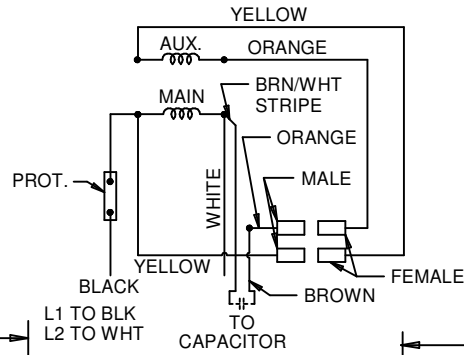 YELLOW
AUX.
ORANGE
BRN/WHT
STRIPE
MAIN
ORANGE
PROT.
MALE
WHITE
YELLOW
BLACK
FEMALE
BROWN
L1 TO BLK
L2 TO WHT
TO
CAPACITOR